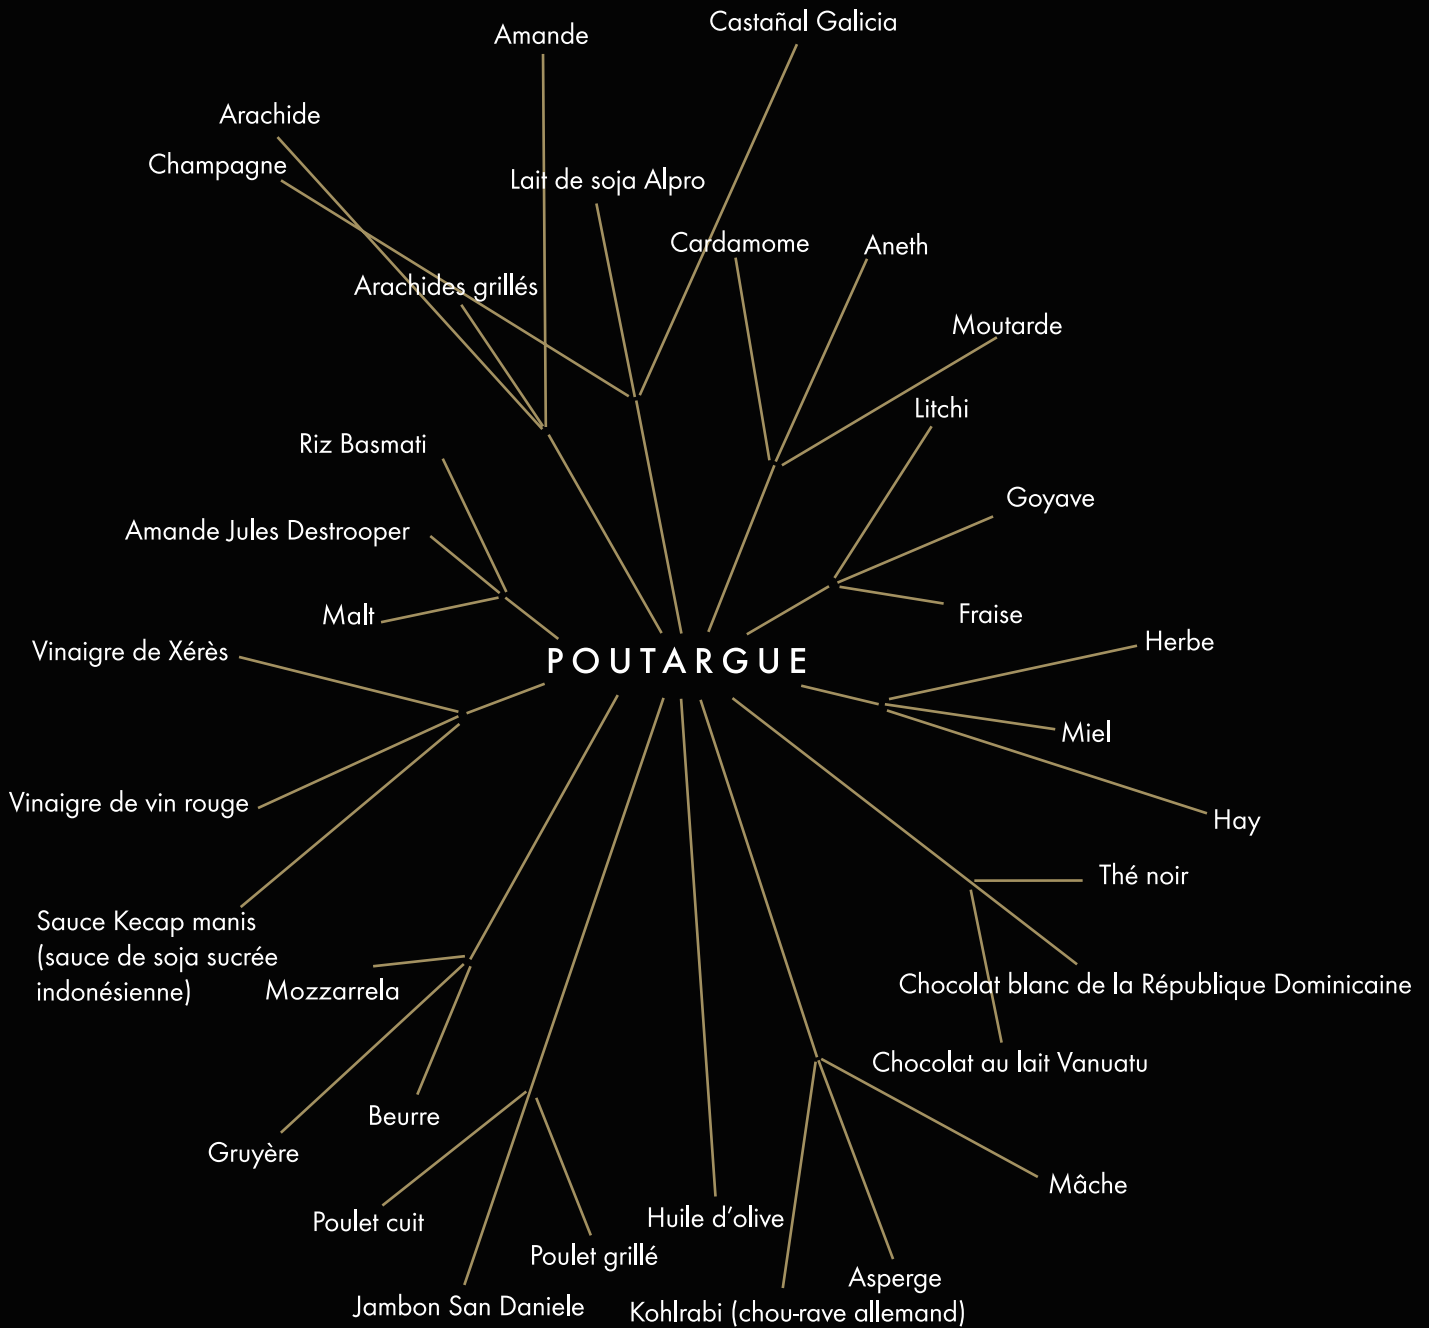 Castañal Galicia
Amande
Arachide
Champagne
Lait de soja Alpro
Cardamome
Aneth
Arachides grillés
Moutarde
Litchi
Riz Basmati
Goyave
Amande Jules Destrooper
Malt
Fraise
Herbe
Vinaigre de Xérès
POUTARGUE
Miel
Vinaigre de vin rouge
Hay
Thé noir
Sauce Kecap manis
(sauce de soja sucrée
indonésienne)
Mozzarrela
Chocolat blanc de la République Dominicaine
Chocolat au lait Vanuatu
Beurre
Gruyère
Mâche
Poulet cuit
Huile d'olive
Poulet grillé
Asperge
Jambon San Daniele
Kohlrabi (chou-rave allemand)